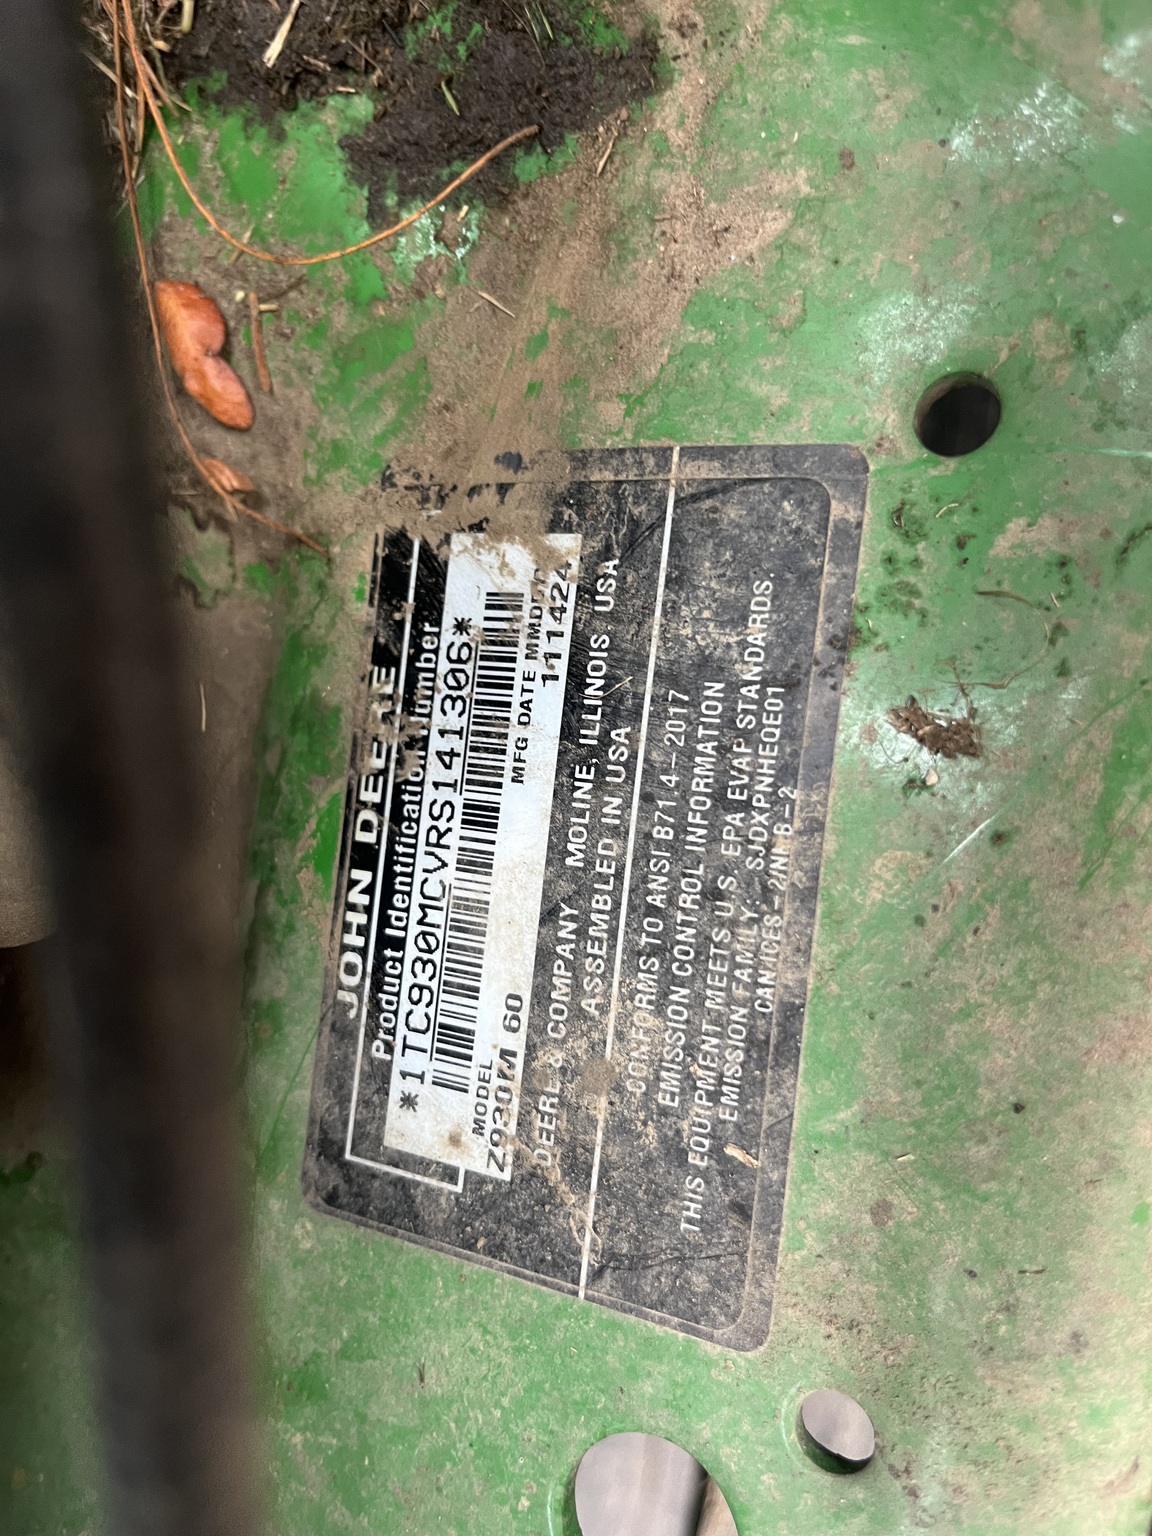 JOHN DEERE
Product Identification Number
*1TC930MCVRS141306*
MODEL
Z930M 60
MFG DATE MMDDYY
111424
DEERE & COMPANY MOLINE, ILLINOIS USA
ASSEMBLED IN USA
CONFORMS TO ANSI B71.4-2017
EMISSION CONTROL INFORMATION
THIS EQUIPMENT MEETS U.S. EPA EVAP STANDARDS.
EMISSION FAMILY: SJDXPNHEQE01
CAN ICES-2/NMB-2